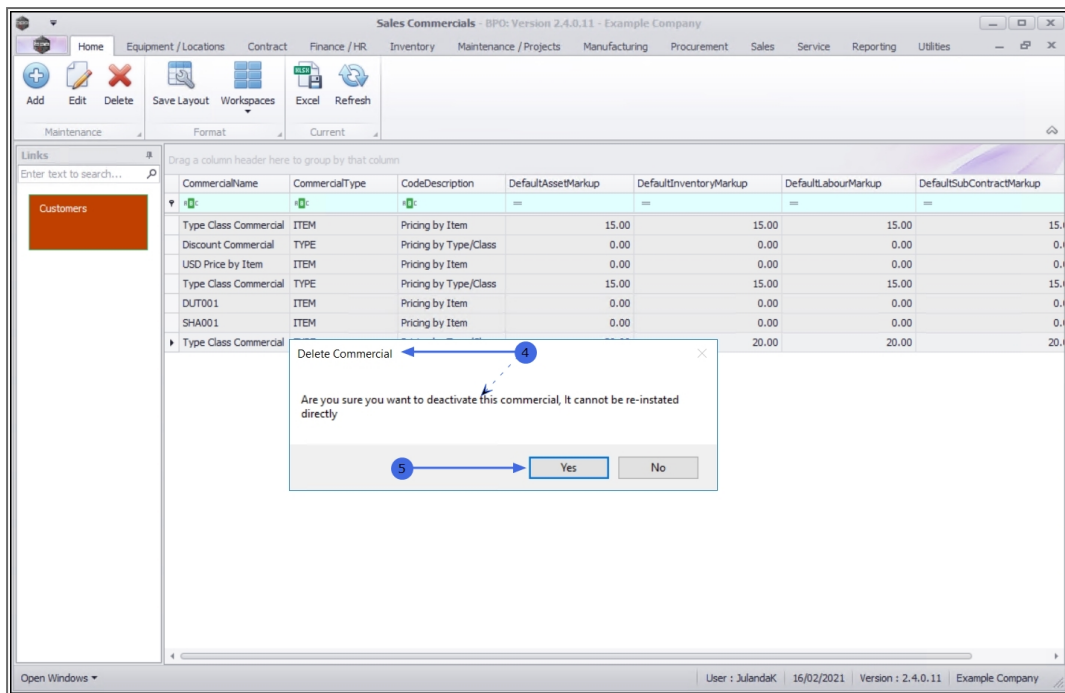 Sales Commercials - BPO: Version 2.4.0.11 - Example Company
Home Equipment / Locations Contract Finance / HR Inventory Maintenance / Projects Manufacturing Procurement Sales Service Reporting Utilities
Add Edit Delete Save Layout Workspaces Excel Refresh
Maintenance Format Current
Links
Enter text to search...
Customers
Drag a column header here to group by that column
CommercialName CommercialType CodeDescription DefaultAssetMarkup DefaultInventoryMarkup DefaultLabourMarkup DefaultSubContractMarkup
= = = =
Type Class Commercial ITEM Pricing by Item 15.00 15.00 15.00 15.
Discount Commercial TYPE Pricing by Type/Class 0.00 0.00 0.00 0.
USD Price by Item ITEM Pricing by Item 0.00 0.00 0.00 0.
Type Class Commercial TYPE Pricing by Type/Class 15.00 15.00 15.00 15.
DUT001 ITEM Pricing by Item 0.00 0.00 0.00 0.
SHA001 ITEM Pricing by Item 0.00 0.00 0.00 0.
Type Class Commercial 20.00 20.00 20.
Delete Commercial 4
Are you sure you want to deactivate this commercial, It cannot be re-instated
directly
5 Yes No
Open Windows User : JulandaK 16/02/2021 Version : 2.4.0.11 Example Company